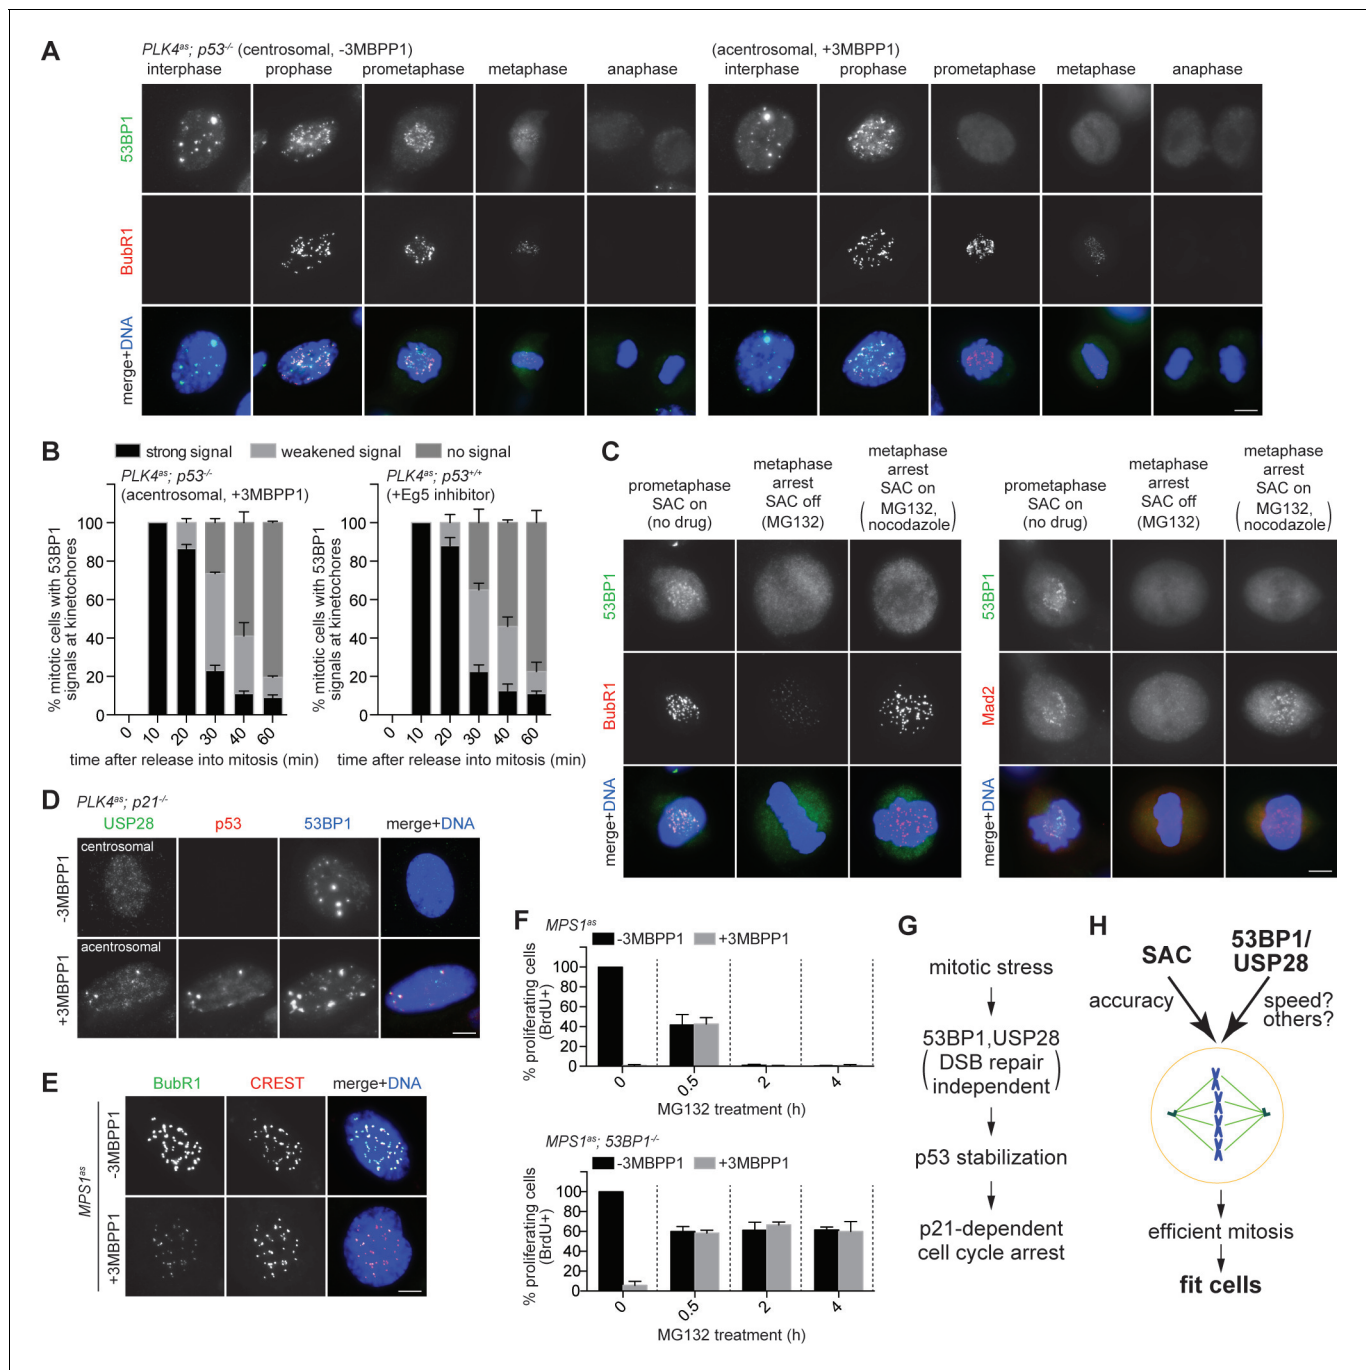 A
PLK4as; p53-/- (centrosomal, -3MBPP1)
(acentrosomal, +3MBPP1)
interphase prophase prometaphase metaphase anaphase
interphase prophase prometaphase metaphase anaphase
53BP1
BubR1
merge+DNA
B
strong signal weakened signal no signal
PLK4as; p53-/-
(acentrosomal, +3MBPP1)
% mitotic cells with 53BP1
signals at kinetochores
100
80
60
40
20
0
0 10 20 30 40 60
time after release into mitosis (min)
PLK4as; p53+/+
(+Eg5 inhibitor)
% mitotic cells with 53BP1
signals at kinetochores
100
80
60
40
20
0
0 10 20 30 40 60
time after release into mitosis (min)
C
prometaphase
SAC on
(no drug)
metaphase
arrest
SAC off
(MG132)
metaphase
arrest
SAC on
(MG132,
nocodazole)
53BP1
BubR1
merge+DNA
prometaphase
SAC on
(no drug)
metaphase
arrest
SAC off
(MG132)
metaphase
arrest
SAC on
(MG132,
nocodazole)
53BP1
Mad2
merge+DNA
D
PLK4as; p21-/-
USP28 p53 53BP1 merge+DNA
-3MBPP1
centrosomal
+3MBPP1
acentrosomal
E
BubR1 CREST merge+DNA
MPS1as
-3MBPP1
+3MBPP1
F
MPS1as
-3MBPP1 +3MBPP1
% proliferating cells
(BrdU+)
100
80
60
40
20
0
0 0.5 2 4
MG132 treatment (h)
MPS1as; 53BP1-/-
-3MBPP1 +3MBPP1
% proliferating cells
(BrdU+)
100
80
60
40
20
0
0 0.5 2 4
MG132 treatment (h)
G
mitotic stress
53BP1,USP28
(DSB repair
independent)
p53 stabilization
p21-dependent
cell cycle arrest
H
SAC
53BP1/
USP28
accuracy
speed?
others?
efficient mitosis
fit cells